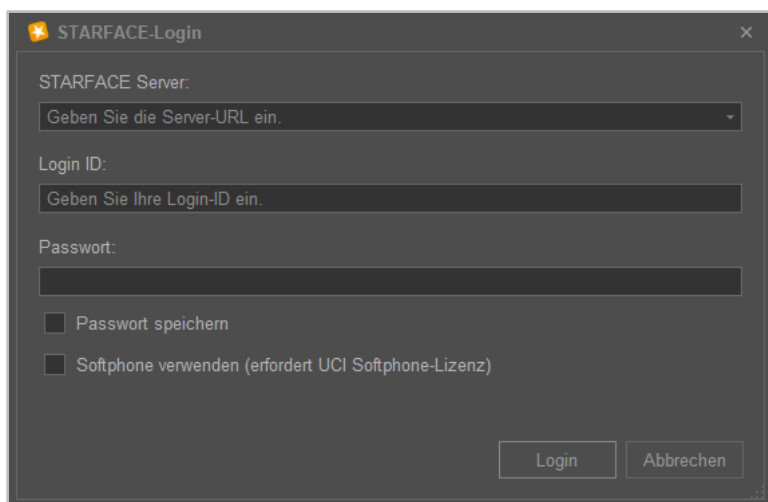 STARFACE-Login
STARFACE Server:
Geben Sie die Server-URL ein.
Login ID:
Geben Sie Ihre Login-ID ein.
Passwort:
Passwort speichern
Softphone verwenden (erfordert UCI Softphone-Lizenz)
Login Abbrechen